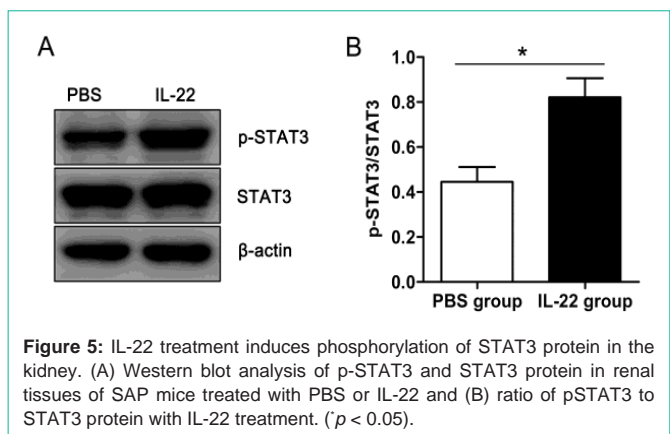 A
PBS IL-22
p-STAT3
STAT3
β-actin
B
*
p-STAT3/STAT3
1.0
0.8
0.6
0.4
0.2
0.0
PBS group IL-22 group
Figure 5: IL-22 treatment induces phosphorylation of STAT3 protein in the
kidney. (A) Western blot analysis of p-STAT3 and STAT3 protein in renal
tissues of SAP mice treated with PBS or IL-22 and (B) ratio of pSTAT3 to
STAT3 protein with IL-22 treatment. (*p < 0.05).